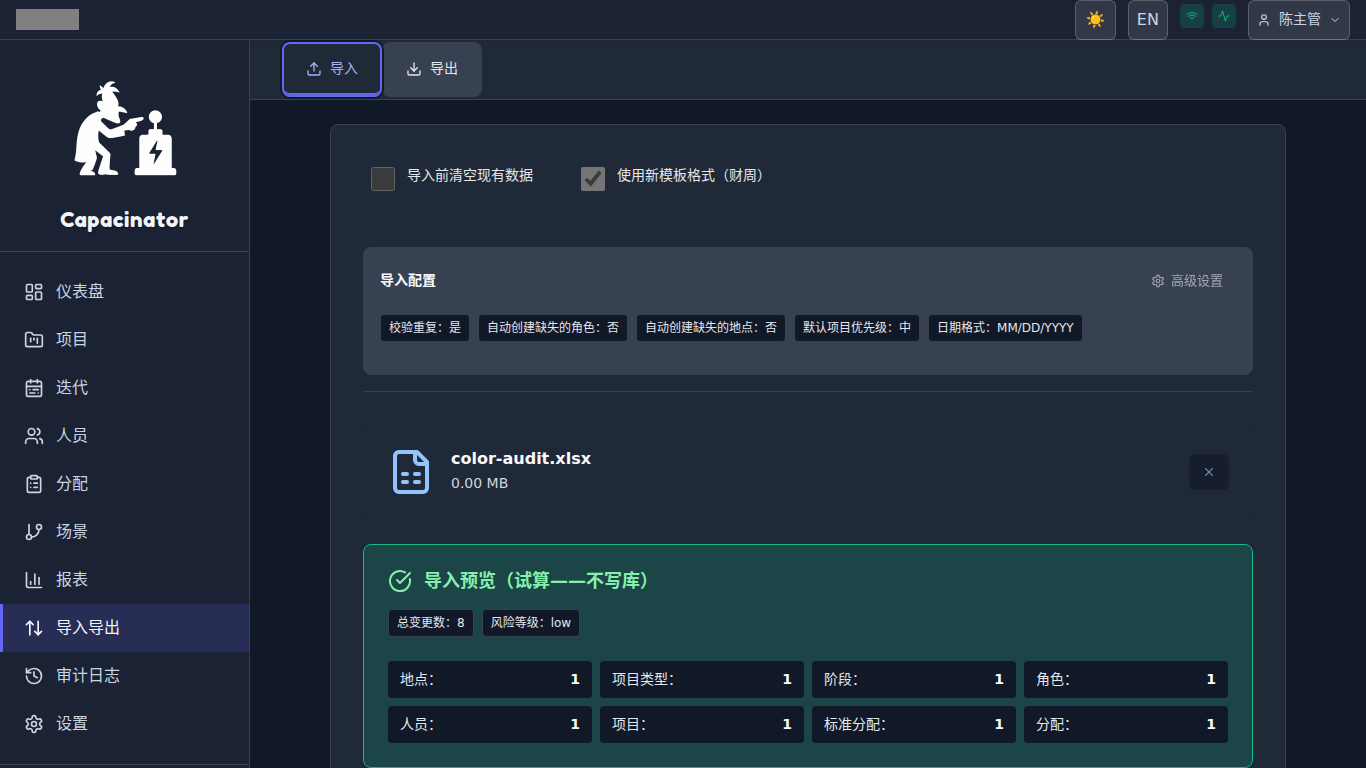 EN
陈主管
Capacinator
仪表盘
项目
迭代
人员
分配
场景
报表
导入导出
审计日志
设置
导入
导出
导入前清空现有数据
使用新模板格式（财周）
导入配置
高级设置
校验重复：是
自动创建缺失的角色：否
自动创建缺失的地点：否
默认项目优先级：中
日期格式：MM/DD/YYYY
color-audit.xlsx
0.00 MB
导入预览（试算——不写库）
总变更数：8
风险等级：low
地点： 1
项目类型： 1
阶段： 1
角色： 1
人员： 1
项目： 1
标准分配： 1
分配： 1